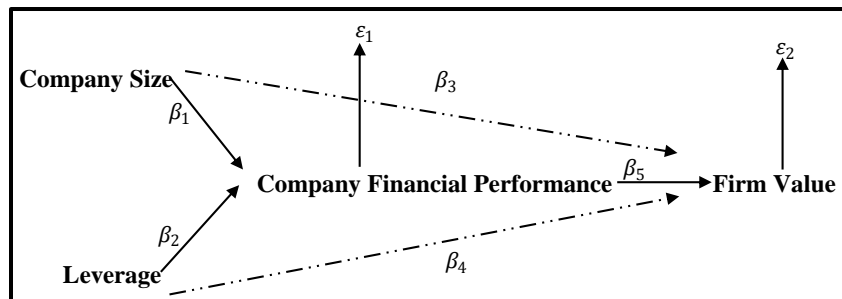 ε₁
ε₂
Company Size
β₃
β₁
Company Financial Performance
β₅
Firm Value
β₂
Leverage
β₄